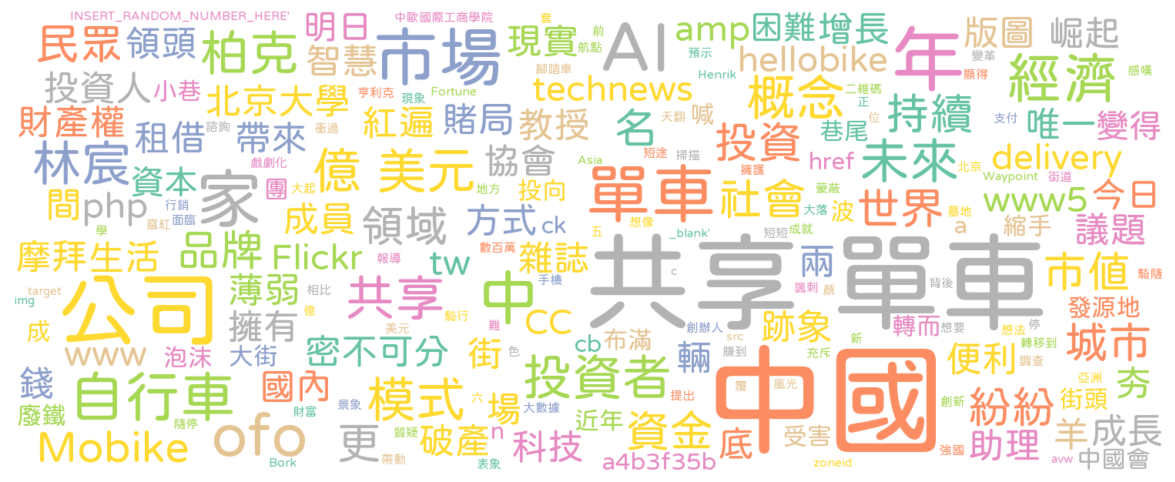 INSERT_RANDOM_NUMBER_HERE'
中歐國際工商學院
套
明日
民眾
領頭
柏克
智慧
市場
現實
前
航點
AI
amp
預示
困難
增長
年
版圖
變革
崛起
顯得
感嘆
投資人
小巷
亨利克
現象
Fortune
腳踏車
Henrik
hellobike
technews
概念
二維碼
正
經濟
北京大學
財產權
租借
諮詢
帶來
衝過
紅遍
賭局
教授
天翻
喊
名
投資
巷尾
位
持續
支付
唯一
變得
林宸
戲劇化
億
美元
協會
Asia
短途
掃描
擁護
href
未來
北京
Waypoint
街道
delivery
資本
家
團
大起
地方
投向
單車
社會
蒙蔽
世界
www5
今日
間
php
行銷
面臨
學
竄紅
成員
領域
方式
ck
五
想像
_blank'
大落
成就
短短
波
墓地
a
縮手
議題
摩拜
生活
品牌
Flickr
報導
數百萬
tw
雜誌
手機
共享單車
c
兩
諷刺
顏
背後
市值
騎隨
img
target
公司
薄弱
相比
共享
中
億
騎行
CC
布滿
創辦人
跡象
轉而
想要
想法
停
發源地
成
www
泡沫
擁有
大街
密不可分
美元
難
色
街
cb
src
賺到
輛
充斥
新
便利
轉移到
調查
城市
錢
自行車
國內
財富
景象
模式
六
場
投資者
大數據
提出
覆
風光
中國
創新
紛紛
亞洲
街頭
夯
廢鐵
隨停
Mobike
ofo
Bork
更
帶動
質疑
破產
表象
n
科技
近年
資金
a4b3f35b
底
受害
zoneid
強國
助理
avw
羊
成長
中國會